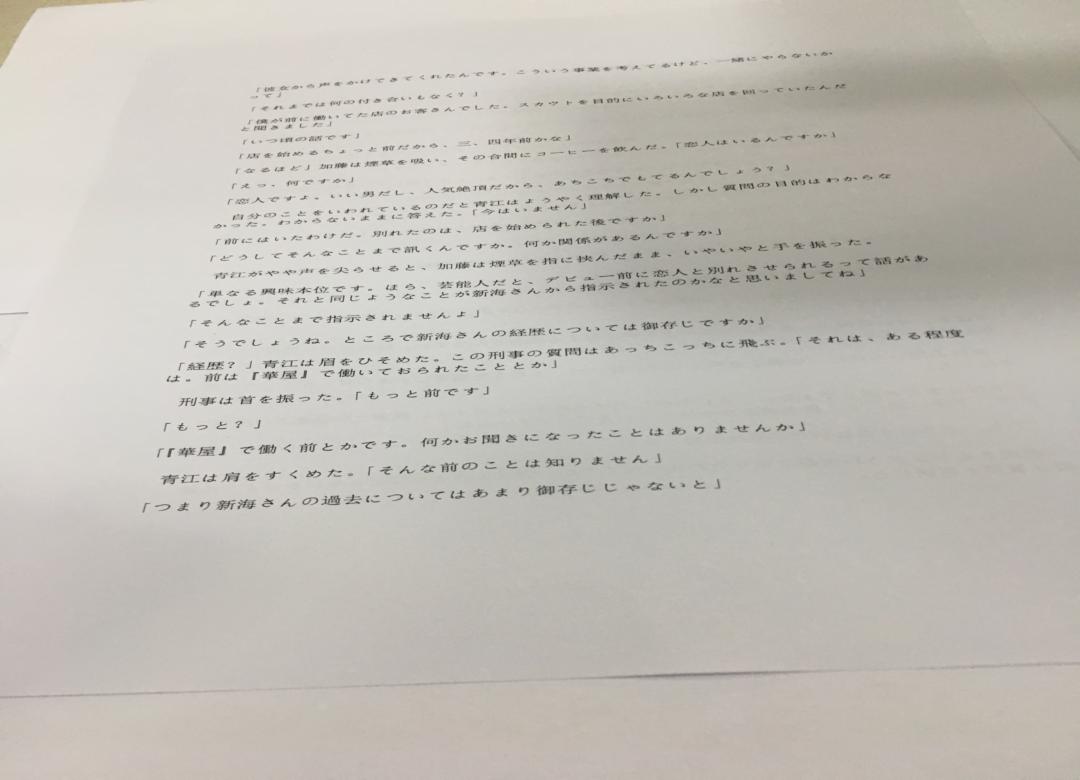 「彼女から声をかけてきてくれたんです。こういう事業を考えてるけど、一緒にやらないか
って」
「それまでは何の付き合いもなく？」
「僕が前に働いてた店のお客さんでした。スカウトを目的にいろいろな店を回っていたんだ
と聞きました」
「いつ頃の話です」
「店を始めるちょっと前だから、三、四年前かな」
「なるほど」加藤は煙草を吸い、その合間にコーヒーを飲んだ。「恋人はいるんですか」
「えっ、何ですか」
「恋人ですよ。いい男だし、人気絶頂だから、あちこちでもてるんでしょう？」
自分のことをいわれているのだと青江はようやく理解した。しかし質問の目的はわからな
かった。わからないままに答えた。「今はいません」
「前にはいたわけだ。別れたのは、店を始められた後ですか」
「どうしてそんなことまで訊くんですか。何か関係があるんですか」
青江がやや声を尖らせると、加藤は煙草を指に挟んだまま、いやいやと手を振った。
「単なる興味本位です。ほら、芸能人だと、デビュー前に恋人と別れさせられるって話があ
るでしょ。それと同じようなことが新海さんから指示されたのかなと思いましてね」
「そんなことまで指示されませんよ」
「そうでしょうね。ところで新海さんの経歴については御存じですか」
「経歴？」青江は眉をひそめた。この刑事の質問はあっちこっちに飛ぶ。「それは、ある程度
は。前は『華屋』で働いておられたこととか」
刑事は首を振った。「もっと前です」
「もっと？」
「『華屋』で働く前とかです。何かお聞きになったことはありませんか」
青江は肩をすくめた。「そんな前のことは知りません」
「つまり新海さんの過去についてはあまり御存じじゃないと」